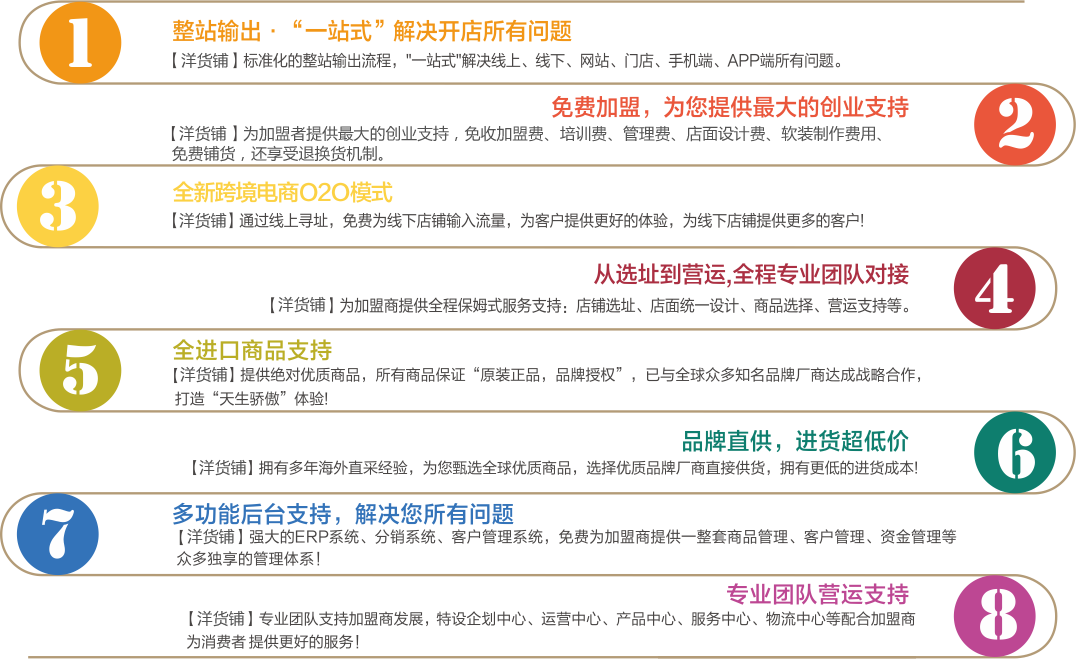 1
整站输出·“一站式”解决开店所有问题
【洋货铺】标准化的整站输出流程，"一站式"解决线上、线下、网站、门店、手机端、APP端所有问题。
免费加盟，为您提供最大的创业支持
2
【洋货铺】为加盟者提供最大的创业支持，免收加盟费、培训费、管理费、店面设计费、软装制作费用、
免费铺货，还享受退换货机制。
3
全新跨境电商O2O模式
【洋货铺】通过线上寻址，免费为线下店铺输入流量，为客户提供更好的体验，为线下店铺提供更多的客户!
从选址到营运,全程专业团队对接
4
【洋货铺】为加盟商提供全程保姆式服务支持：店铺选址、店面统一设计、商品选择、营运支持等。
5
全进口商品支持
【洋货铺】提供绝对优质商品，所有商品保证“原装正品，品牌授权”，已与全球众多知名品牌厂商达成战略合作，
打造“天生骄傲”体验!
品牌直供，进货超低价
6
【洋货铺】拥有多年海外直采经验，为您甄选全球优质商品，选择优质品牌厂商直接供货，拥有更低的进货成本!
7
多功能后台支持，解决您所有问题
【洋货铺】强大的ERP系统、分销系统、客户管理系统，免费为加盟商提供一整套商品管理、客户管理、资金管理等
众多独享的管理体系！
专业团队营运支持
8
【洋货铺】专业团队支持加盟商发展，特设企划中心、运营中心、产品中心、服务中心、物流中心等配合加盟商
为消费者提供更好的服务！